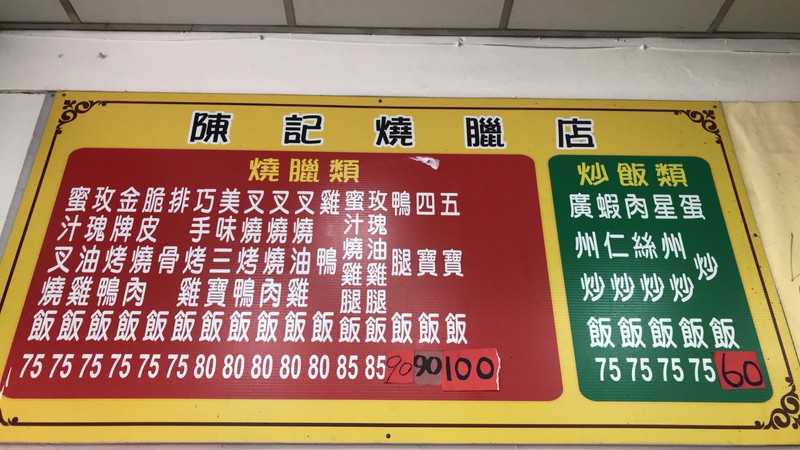 陳記燒臘店
燒臘類
蜜汁叉燒飯 75
玫瑰油雞飯 75
金牌烤鴨飯 75
脆皮燒肉飯 75
排骨飯 75
巧手烤雞飯 75
美味三寶飯 80
叉燒烤鴨飯 80
叉燒燒肉飯 80
叉燒油雞飯 80
雞鴨飯 80
蜜汁燒雞腿飯 85
玫瑰油雞腿飯 85
鴨腿飯 90
四寶飯 90
五寶飯 100
炒飯類
廣州炒飯 75
蝦仁炒飯 75
肉絲炒飯 75
星州炒飯 75
蛋炒飯 60